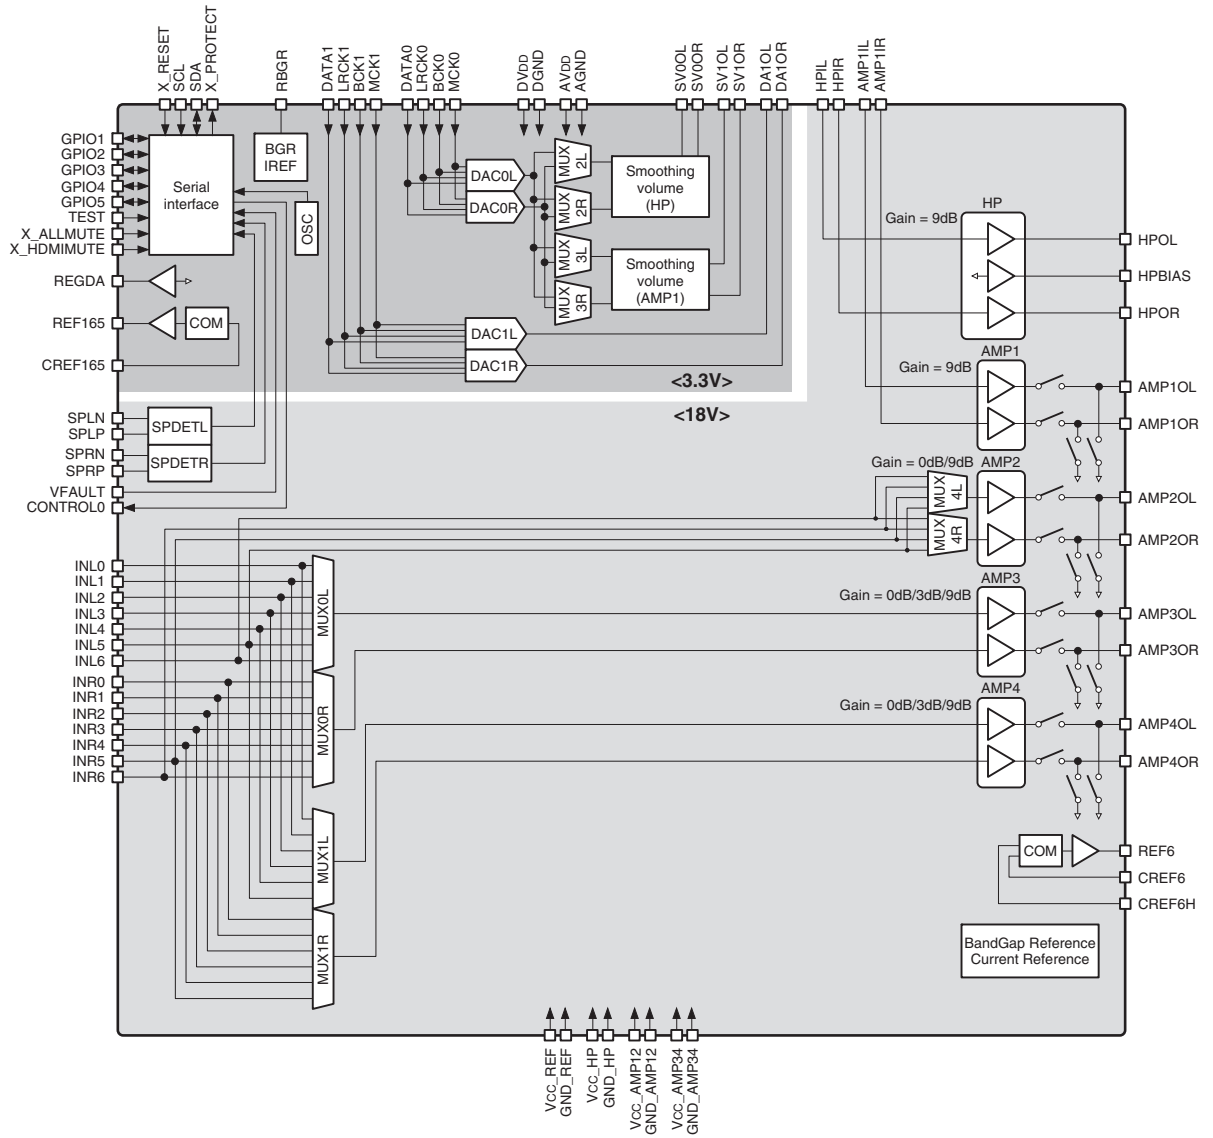 X_RESET
SCL
SDA
X_PROTECT
RBGR
DATA1
LRCK1
BCK1
MCK1
DATA0
LRCK0
BCK0
MCK0
DVDD
DGND
AVDD
AGND
SV0OL
SV0OR
SV1OL
SV1OR
DA1OL
DA1OR
HPIL
HPIR
AMP1IL
AMP1IR
GPIO1
GPIO2
GPIO3
GPIO4
GPIO5
TEST
X_ALLMUTE
X_HDMIMUTE
REGDA
REF165
CREF165
SPLN
SPLP
SPRN
SPRP
VFAULT
CONTROL0
INL0
INL1
INL2
INL3
INL4
INL5
INL6
INR0
INR1
INR2
INR3
INR4
INR5
INR6
Serial
interface
BGR
IREF
OSC
COM
SPDETL
SPDETR
DAC0L
DAC0R
MUX
2L
MUX
2R
MUX
3L
MUX
3R
Smoothing
volume
(HP)
Smoothing
volume
(AMP1)
DAC1L
DAC1R
<3.3V>
<18V>
MUX0L
MUX0R
MUX1L
MUX1R
HP
Gain = 9dB
AMP1
Gain = 9dB
AMP2
Gain = 0dB/9dB
MUX
4L
MUX
4R
AMP3
Gain = 0dB/3dB/9dB
AMP4
Gain = 0dB/3dB/9dB
COM
BandGap Reference
Current Reference
HPOL
HPBIAS
HPOR
AMP1OL
AMP1OR
AMP2OL
AMP2OR
AMP3OL
AMP3OR
AMP4OL
AMP4OR
REF6
CREF6
CREF6H
VCC_REF
GND_REF
VCC_HP
GND_HP
VCC_AMP12
GND_AMP12
VCC_AMP34
GND_AMP34